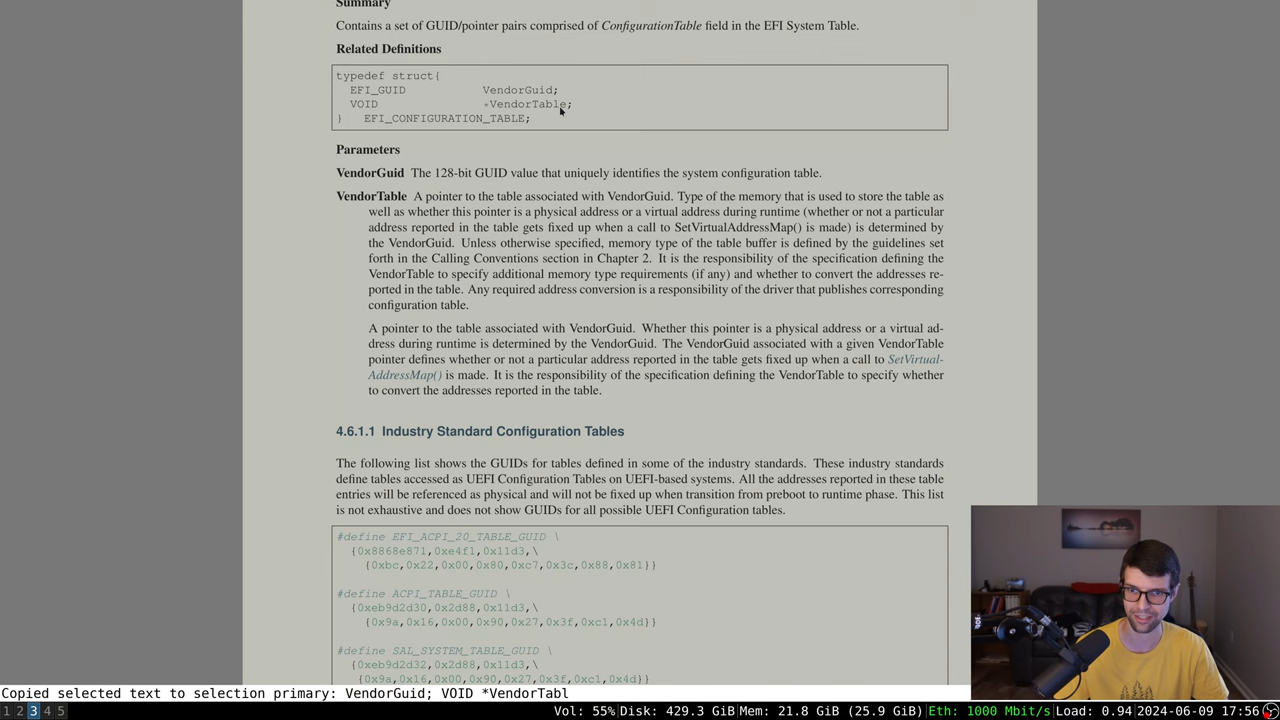 Summary
Contains a set of GUID/pointer pairs comprised of ConfigurationTable field in the EFI System Table.
Related Definitions
typedef struct{
EFI_GUID VendorGuid;
VOID *VendorTable;
} EFI_CONFIGURATION_TABLE;
Parameters
VendorGuid The 128-bit GUID value that uniquely identifies the system configuration table.
VendorTable A pointer to the table associated with VendorGuid. Type of the memory that is used to store the table as
well as whether this pointer is a physical address or a virtual address during runtime (whether or not a particular
address reported in the table gets fixed up when a call to SetVirtualAddressMap() is made) is determined by
the VendorGuid. Unless otherwise specified, memory type of the table buffer is defined by the guidelines set
forth in the Calling Conventions section in Chapter 2. It is the responsibility of the specification defining the
VendorTable to specify additional memory type requirements (if any) and whether to convert the addresses re-
ported in the table. Any required address conversion is a responsibility of the driver that publishes corresponding
configuration table.
A pointer to the table associated with VendorGuid. Whether this pointer is a physical address or a virtual ad-
dress during runtime is determined by the VendorGuid. The VendorGuid associated with a given VendorTable
pointer defines whether or not a particular address reported in the table gets fixed up when a call to SetVirtual-
AddressMap() is made. It is the responsibility of the specification defining the VendorTable to specify whether
to convert the addresses reported in the table.
4.6.1.1 Industry Standard Configuration Tables
The following list shows the GUIDs for tables defined in some of the industry standards. These industry standards
define tables accessed as UEFI Configuration Tables on UEFI-based systems. All the addresses reported in these table
entries will be referenced as physical and will not be fixed up when transition from preboot to runtime phase. This list
is not exhaustive and does not show GUIDs for all possible UEFI Configuration tables.
#define EFI_ACPI_20_TABLE_GUID \
{0x8868e871,0xe4f1,0x11d3,\
{0xbc,0x22,0x00,0x80,0xc7,0x3c,0x88,0x81}}
#define ACPI_TABLE_GUID \
{0xeb9d2d30,0x2d88,0x11d3,\
{0x9a,0x16,0x00,0x90,0x27,0x3f,0xc1,0x4d}}
#define SAL_SYSTEM_TABLE_GUID \
{0xeb9d2d32,0x2d88,0x11d3,\
{0x9a,0x16,0x00,0x90,0x27,0x3f,0xc1,0x4d}}
Copied selected text to selection primary: VendorGuid; VOID *VendorTabl
1 2 3 4 5 Vol: 55% Disk: 429.3 GiB Mem: 21.8 GiB (25.9 GiB) Eth: 1000 Mbit/s Load: 0.94 2024-06-09 17:56